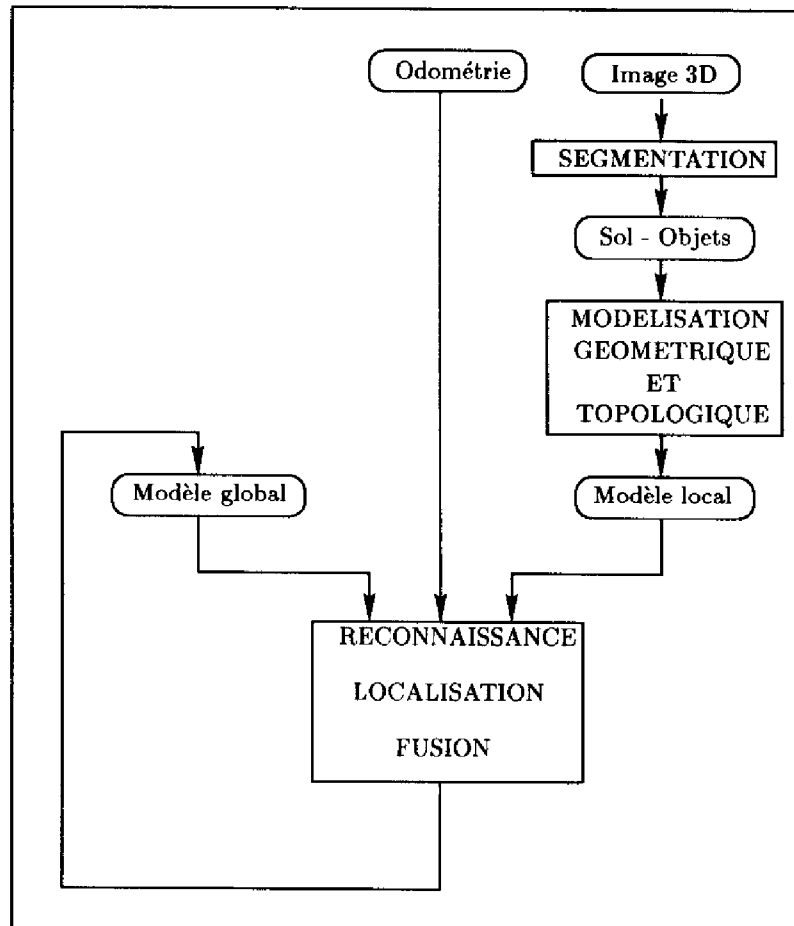 Odométrie
Image 3D
SEGMENTATION
Sol - Objets
MODELISATION
GEOMETRIQUE
ET
TOPOLOGIQUE
Modèle global
Modèle local
RECONNAISSANCE
LOCALISATION
FUSION